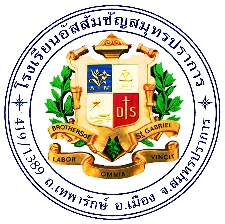 โรงเรียนอัสสัมชัญสมุทรปราการ
A M
D S
BROTHERS OF ST GABRIEL
LABOR OMNIA VINCIT
419/1389 ถ.เทพารักษ์ อ.เมือง จ.สมุทรปราการ